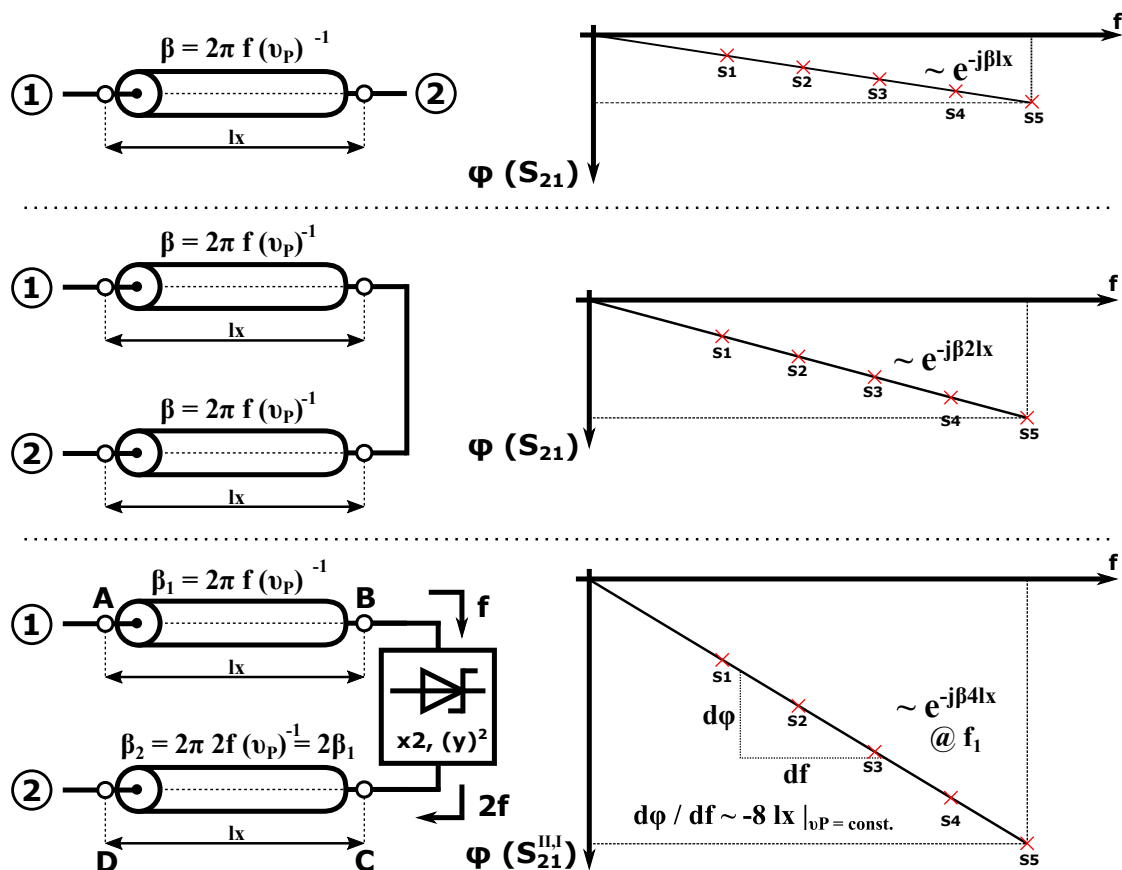 β = 2π f (υP) -1
1
2
lx
f
S1
S2
S3
S4
S5
~ e-jβlx
φ (S21)
β = 2π f (υP)-1
1
lx
β = 2π f (υP)-1
2
lx
f
S1
S2
S3
S4
S5
~ e-jβ2lx
φ (S21)
β1 = 2π f (υP) -1
A
B
1
lx
f
x2, (y)²
β2 = 2π 2f (υP)-1= 2β1
2
2f
lx
D
C
f
S1
S2
S3
S4
S5
~ e-jβ4lx
@ f1
dφ
df
dφ / df ~ -8 lx |υP = const.
φ (S21II,I)